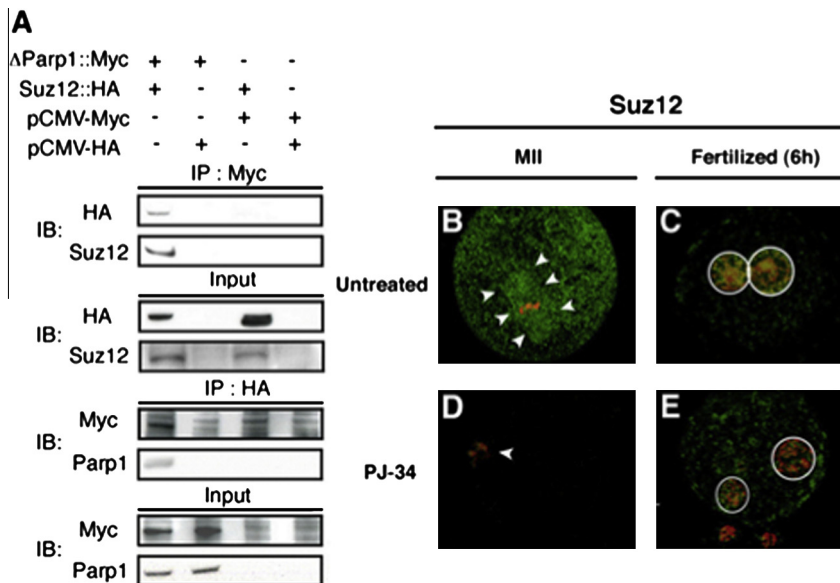 A
ΔParp1::Myc + + - -
Suz12::HA + - + -
pCMV-Myc - - + +
pCMV-HA - + - +
IP : Myc
IB:
HA
Suz12
Input
IB:
HA
Suz12
IP : HA
IB:
Myc
Parp1
Input
IB:
Myc
Parp1
Suz12
MII
Fertilized (6h)
Untreated
B
C
PJ-34
D
E